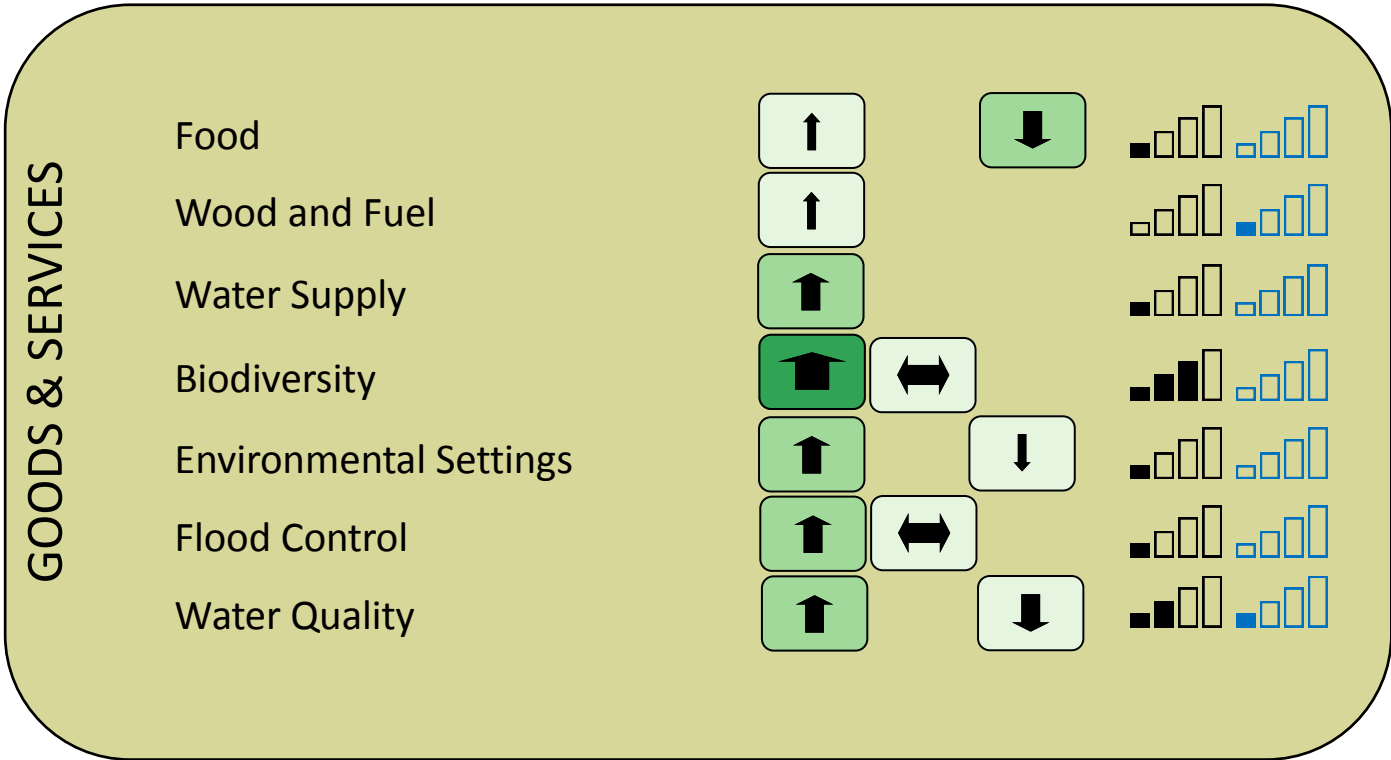 GOODS & SERVICES
Food
Wood and Fuel
Water Supply
Biodiversity
Environmental Settings
Flood Control
Water Quality